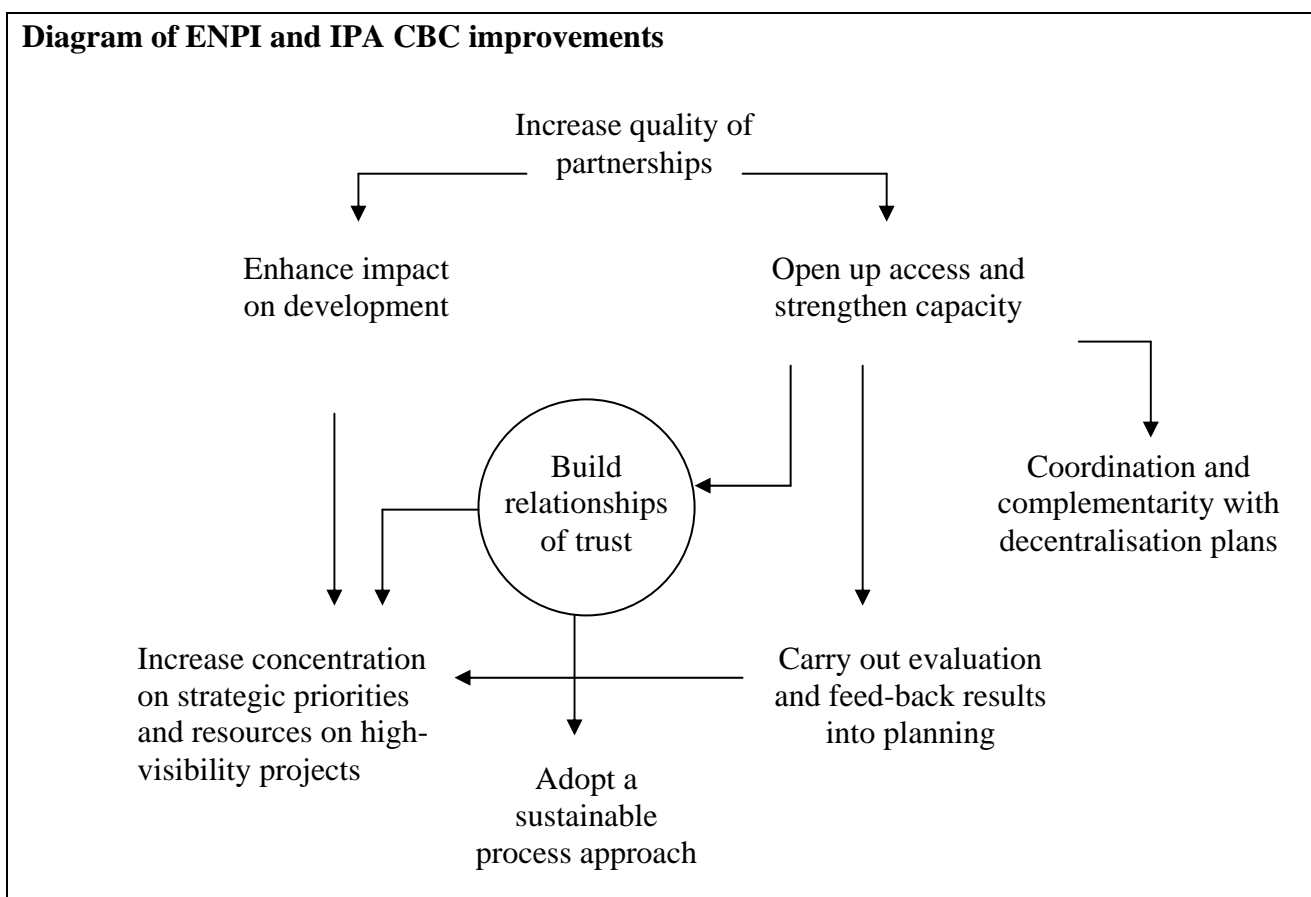 Diagram of ENPI and IPA CBC improvements
Increase quality of
partnerships
Enhance impact
on development
Open up access and
strengthen capacity
Build
relationships
of trust
Coordination and
complementarity with
decentralisation plans
Increase concentration
on strategic priorities
and resources on high-
visibility projects
Carry out evaluation
and feed-back results
into planning
Adopt a
sustainable
process approach